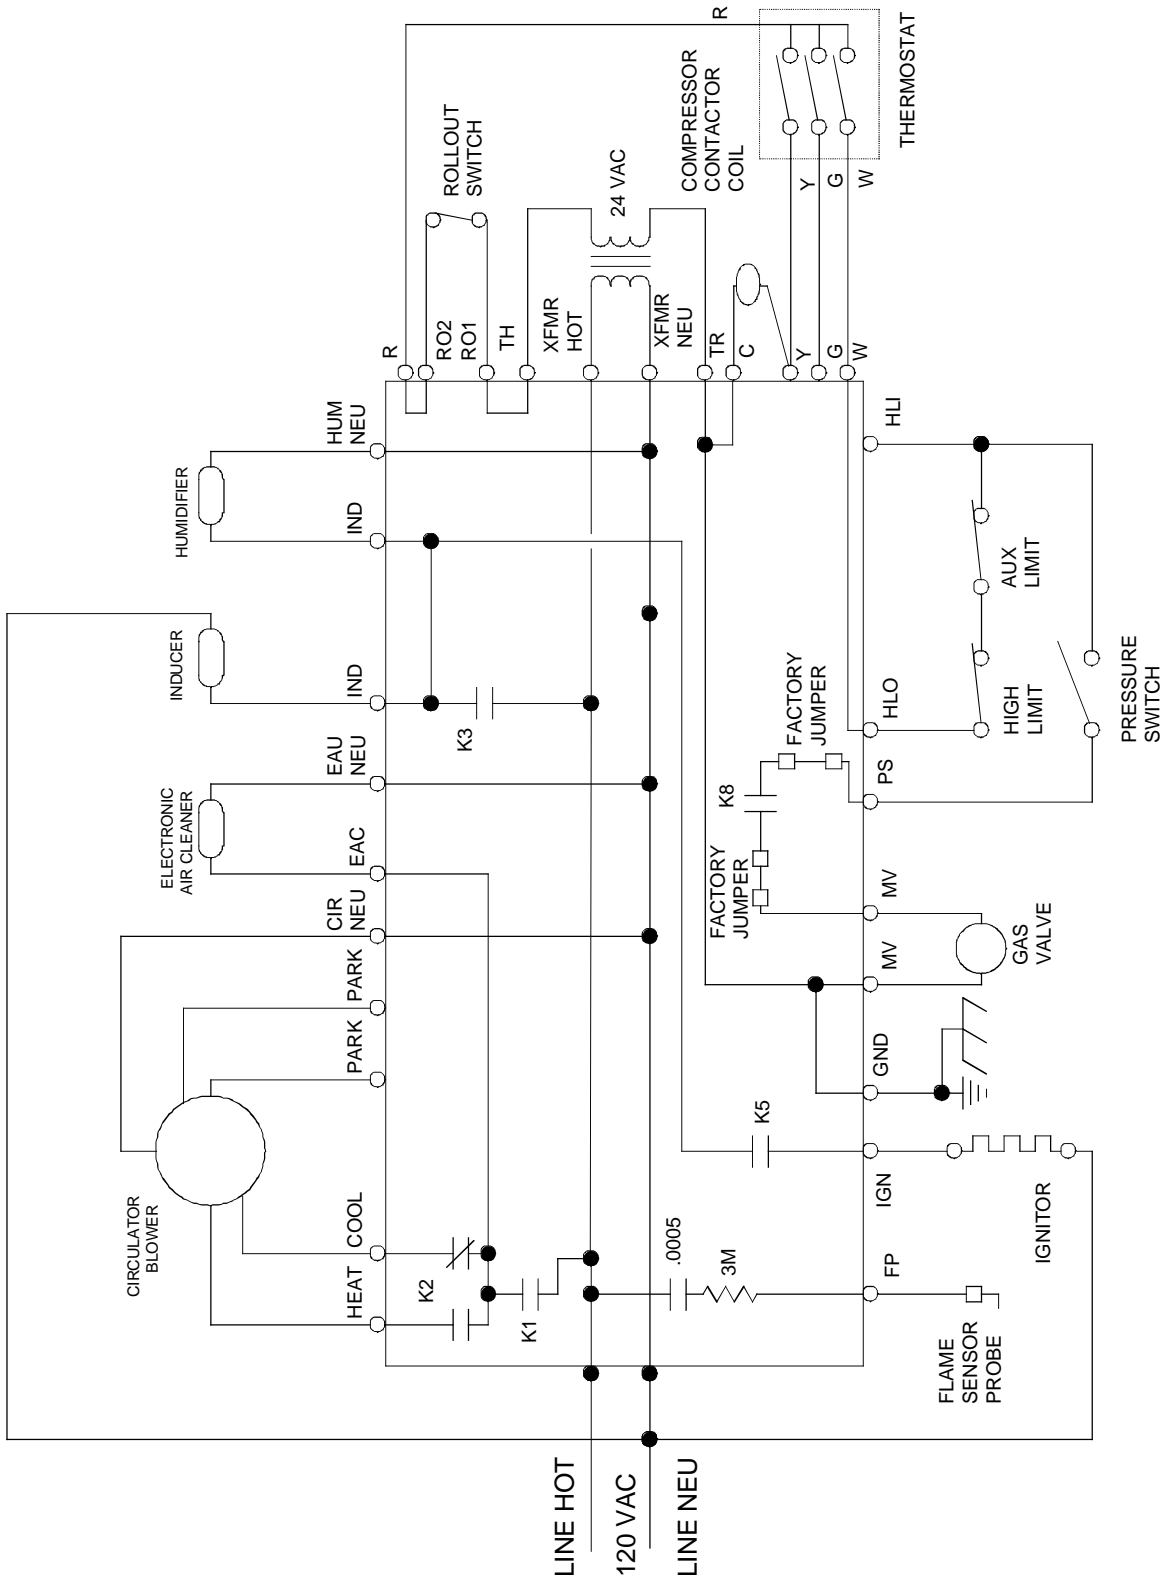 CIRCULATOR
BLOWER
ELECTRONIC
AIR CLEANER
INDUCER
HUMIDIFIER
HEAT
COOL
PARK
PARK
CIR
NEU
EAC
EAU
NEU
IND
IND
HUM
NEU
R
RO2
RO1
TH
XFMR
HOT
XFMR
NEU
TR
C
Y
G
W
ROLLOUT
SWITCH
24 VAC
COMPRESSOR
CONTACTOR
COIL
R
Y
G
W
THERMOSTAT
K2
K1
K3
LINE HOT
120 VAC
LINE NEU
.0005
3M
K5
K8
FACTORY
JUMPER
FACTORY
JUMPER
FP
IGN
GND
MV
MV
PS
HLO
HLI
FLAME
SENSOR
PROBE
IGNITOR
GAS
VALVE
HIGH
LIMIT
AUX
LIMIT
PRESSURE
SWITCH